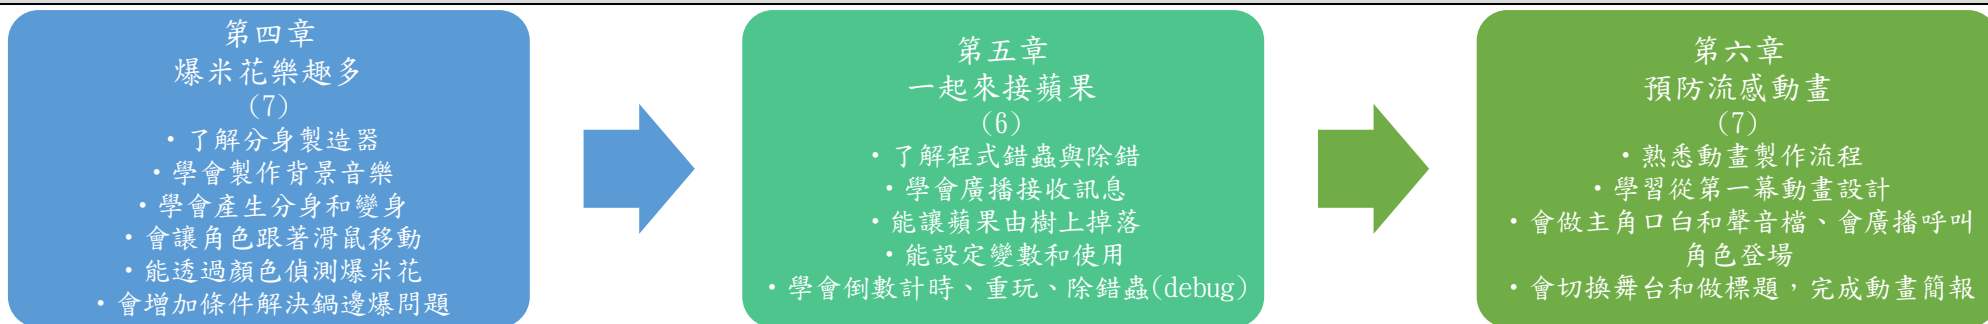 第四章
爆米花樂趣多
(7)
•了解分身製造器
•學會製作背景音樂
•學會產生分身和變身
•會讓角色跟著滑鼠移動
•能透過顏色偵測爆米花
•會增加條件解決鍋邊爆問題
第五章
一起來接蘋果
(6)
•了解程式錯蟲與除錯
•學會廣播接收訊息
•能讓蘋果由樹上掉落
•能設定變數和使用
•學會倒數計時、重玩、除錯蟲(debug)
第六章
預防流感動畫
(7)
•熟悉動畫製作流程
•學習從第一幕動畫設計
•會做主角口白和聲音檔、會廣播呼叫
角色登場
•會切換舞台和做標題，完成動畫簡報